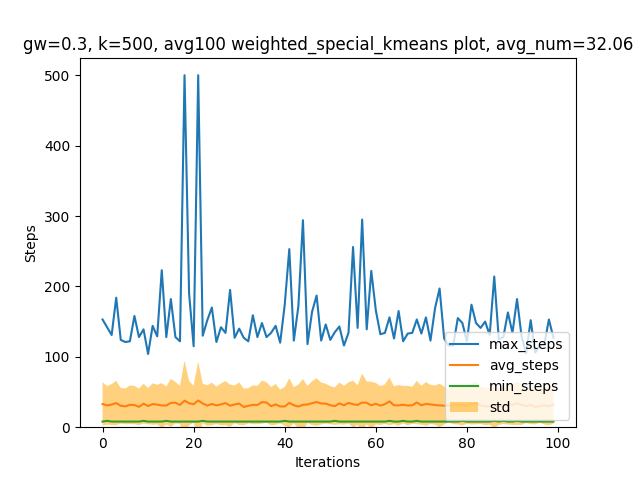 gw=0.3, k=500, avg100 weighted_special_kmeans plot, avg_num=32.06
500
400
300
200
100
0
Steps
max_steps
avg_steps
min_steps
std
0
20
40
60
80
100
Iterations